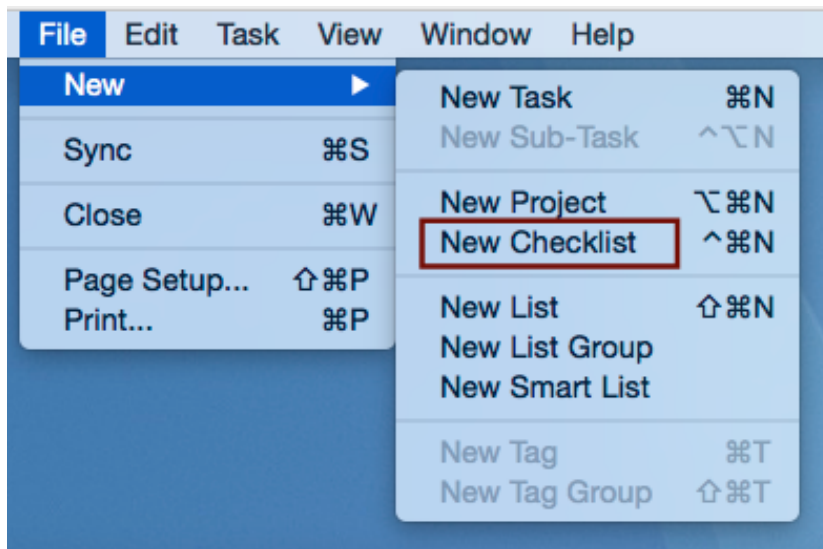 File Edit Task View Window Help
New ▶
Sync ⌘S
Close ⌘W
Page Setup... ⇧⌘P
Print... ⌘P
New Task ⌘N
New Sub-Task ^⌥N
New Project ⌥⌘N
New Checklist ^⌘N
New List ⇧⌘N
New List Group
New Smart List
New Tag ⌘T
New Tag Group ⇧⌘T